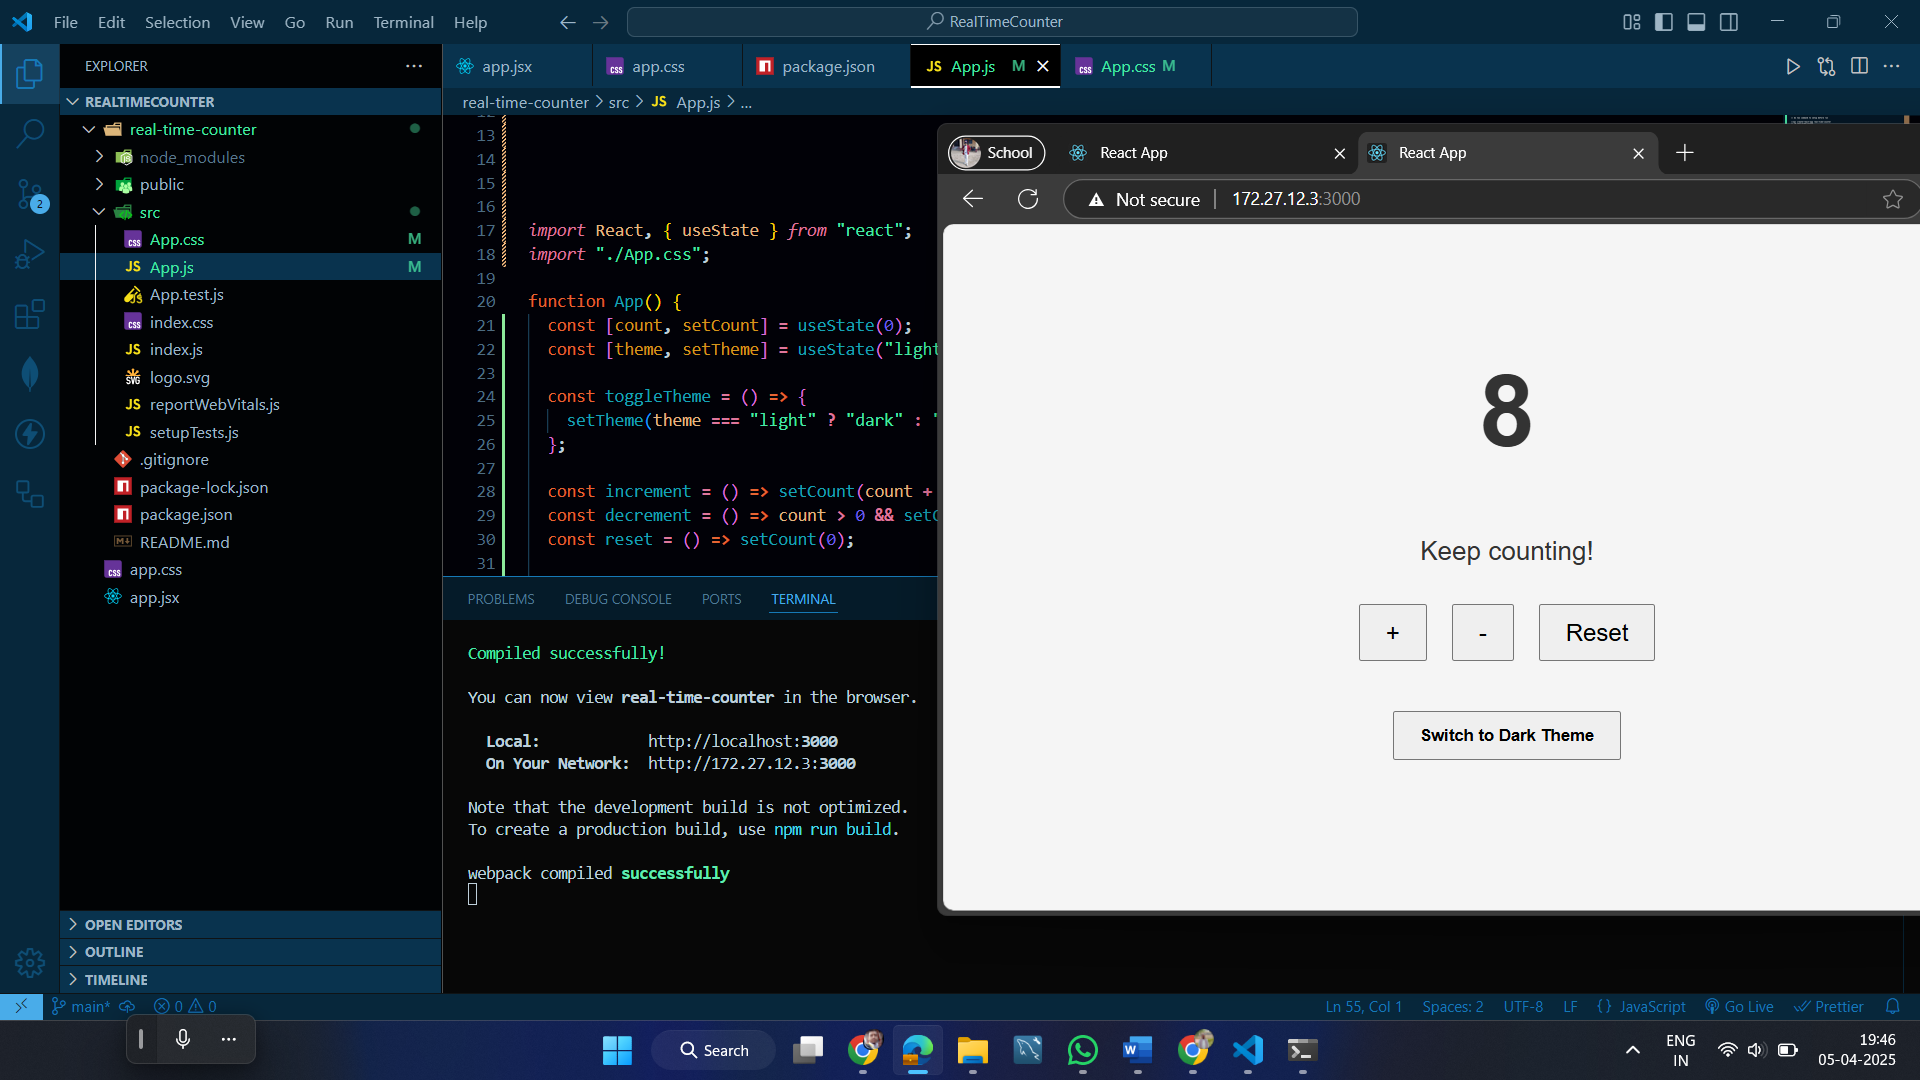 File Edit Selection View Go Run Terminal Help
RealTimeCounter
EXPLORER
REALTIMECOUNTER
real-time-counter
node_modules
public
src
App.css M
App.js M
App.test.js
index.css
index.js
logo.svg
reportWebVitals.js
setupTests.js
.gitignore
package-lock.json
package.json
README.md
app.css
app.jsx
OPEN EDITORS
OUTLINE
TIMELINE
app.jsx app.css package.json JS App.js M App.css M
real-time-counter > src > JS App.js > ...
13
14
15
16
17 import React, { useState } from "react";
18 import "./App.css";
19
20 function App() {
21 const [count, setCount] = useState(0);
22 const [theme, setTheme] = useState("light
23
24 const toggleTheme = () => {
25 setTheme(theme === "light" ? "dark" : "
26 };
27
28 const increment = () => setCount(count +
29 const decrement = () => count > 0 && setC
30 const reset = () => setCount(0);
31
PROBLEMS DEBUG CONSOLE PORTS TERMINAL
Compiled successfully!
You can now view real-time-counter in the browser.
Local: http://localhost:3000
On Your Network: http://172.27.12.3:3000
Note that the development build is not optimized.
To create a production build, use npm run build.
webpack compiled successfully
School React App React App
Not secure 172.27.12.3:3000
8
Keep counting!
+ - Reset
Switch to Dark Theme
main* 0 0
Ln 55, Col 1 Spaces: 2 UTF-8 LF {} JavaScript Go Live Prettier
Search
ENG
IN
19:46
05-04-2025